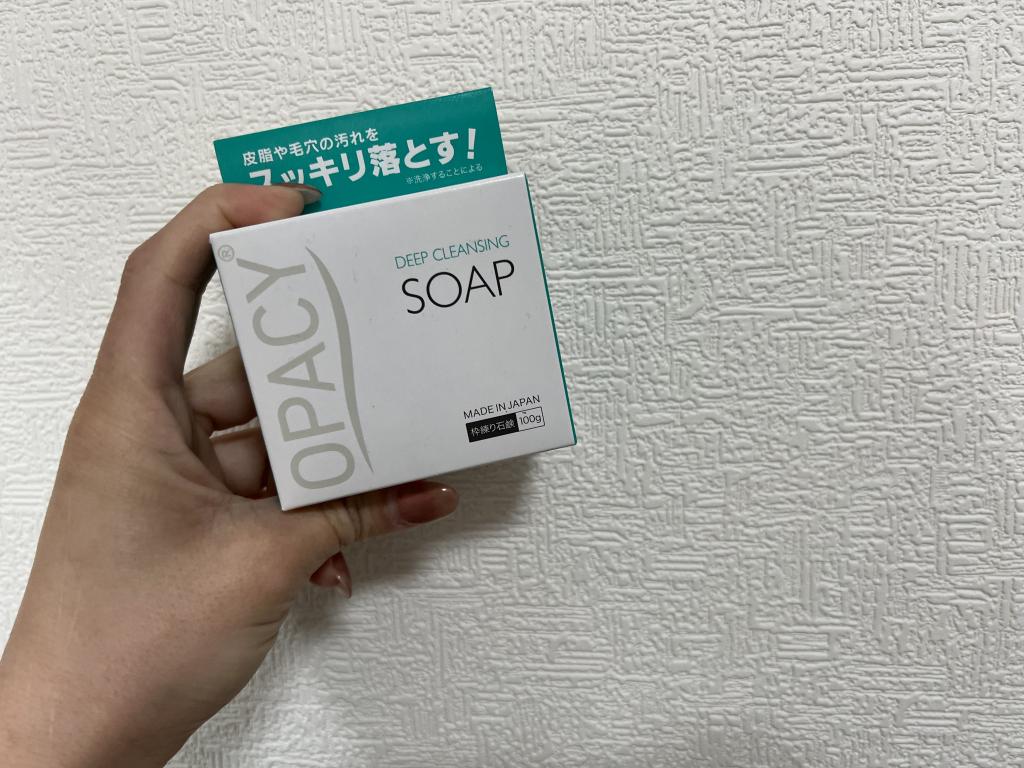 皮脂や毛穴の汚れを
スッキリ落とす!
※洗浄することによる
OPACY®
DEEP CLEANSING
SOAP
MADE IN JAPAN
枠練り石鹸 100g